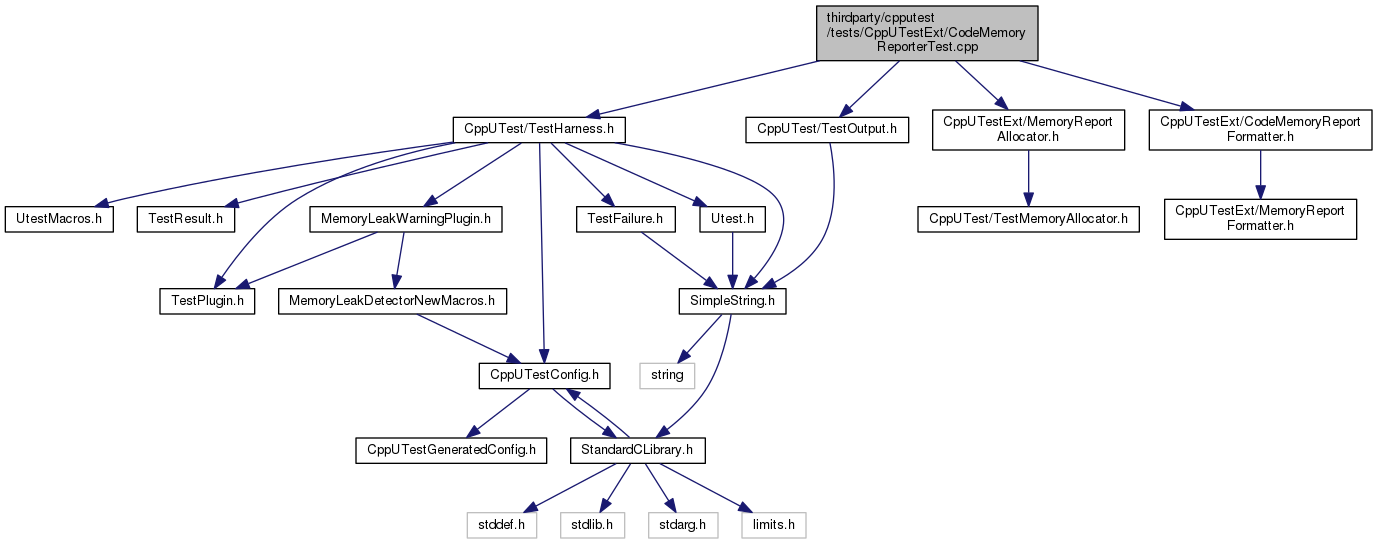 thirdparty/cpputest
/tests/CppUTestExt/CodeMemory
ReporterTest.cpp
CppUTest/TestHarness.h
CppUTest/TestOutput.h
CppUTestExt/MemoryReport
Allocator.h
CppUTestExt/CodeMemoryReport
Formatter.h
UtestMacros.h
TestResult.h
MemoryLeakWarningPlugin.h
TestFailure.h
Utest.h
CppUTest/TestMemoryAllocator.h
CppUTestExt/MemoryReport
Formatter.h
TestPlugin.h
MemoryLeakDetectorNewMacros.h
SimpleString.h
CppUTestConfig.h
string
CppUTestGeneratedConfig.h
StandardCLibrary.h
stddef.h
stdlib.h
stdarg.h
limits.h